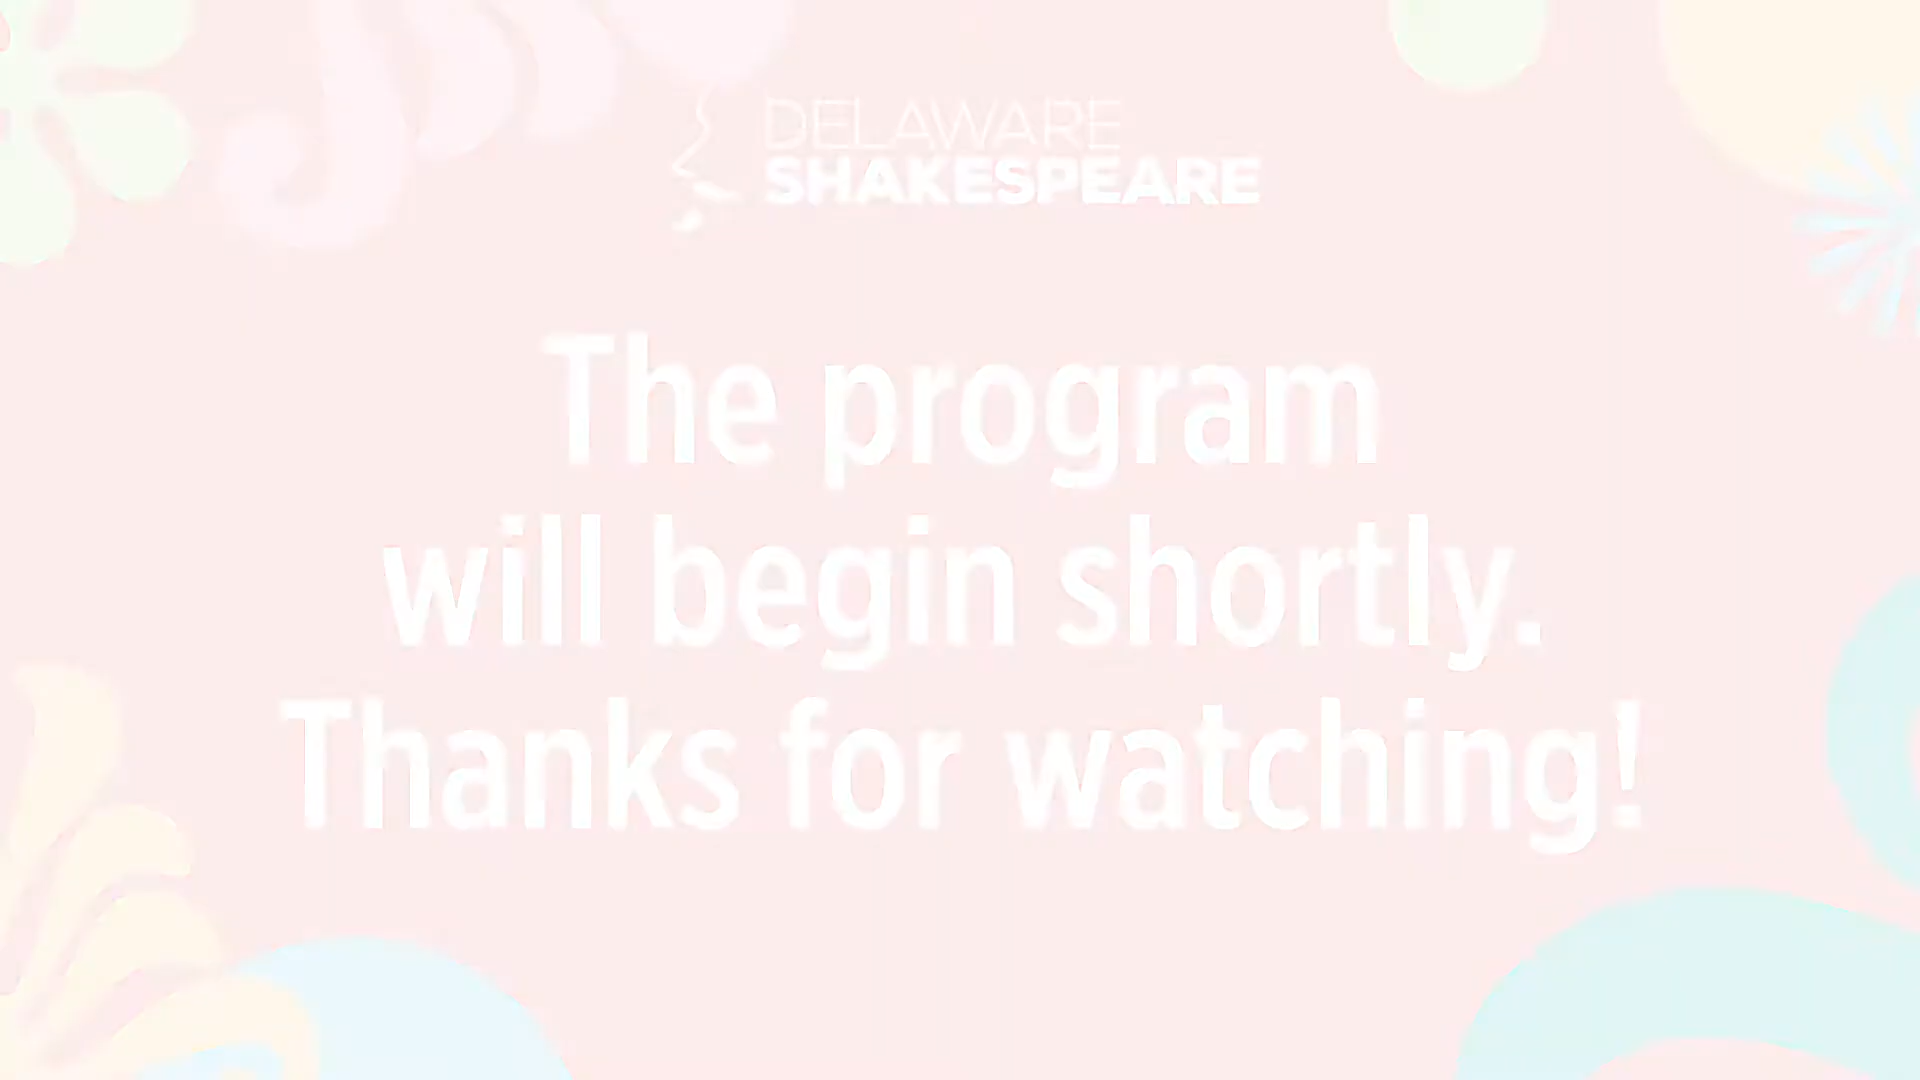 DELAWARE
SHAKESPEARE
The program
will begin shortly.
Thanks for watching!